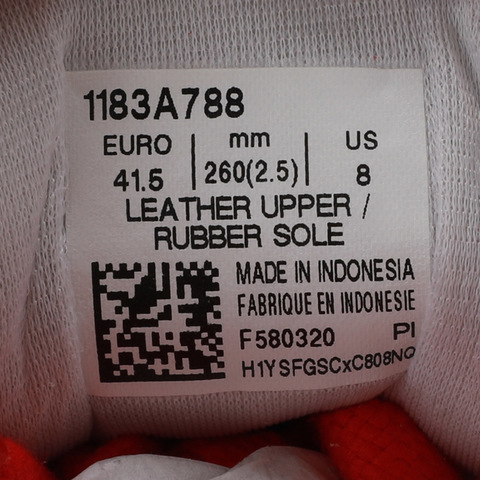 1183A788
EURO | mm | US
41.5 | 260(2.5) | 8
LEATHER UPPER /
RUBBER SOLE
MADE IN INDONESIA
FABRIQUE EN INDONESIE
F580320 PI
H1YSFGSCxC808NQ